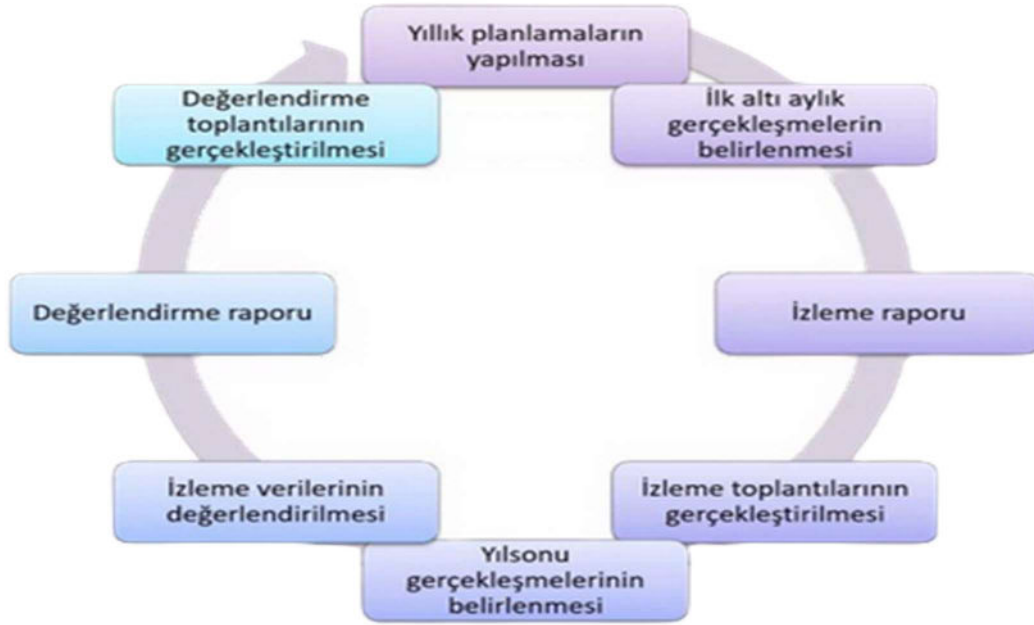 Yıllık planlamaların
yapılması
İlk altı aylık
gerçekleşmelerin
belirlenmesi
İzleme raporu
İzleme toplantılarının
gerçekleştirilmesi
Yılsonu
gerçekleşmelerinin
belirlenmesi
İzleme verilerinin
değerlendirilmesi
Değerlendirme raporu
Değerlendirme
toplantılarının
gerçekleştirilmesi